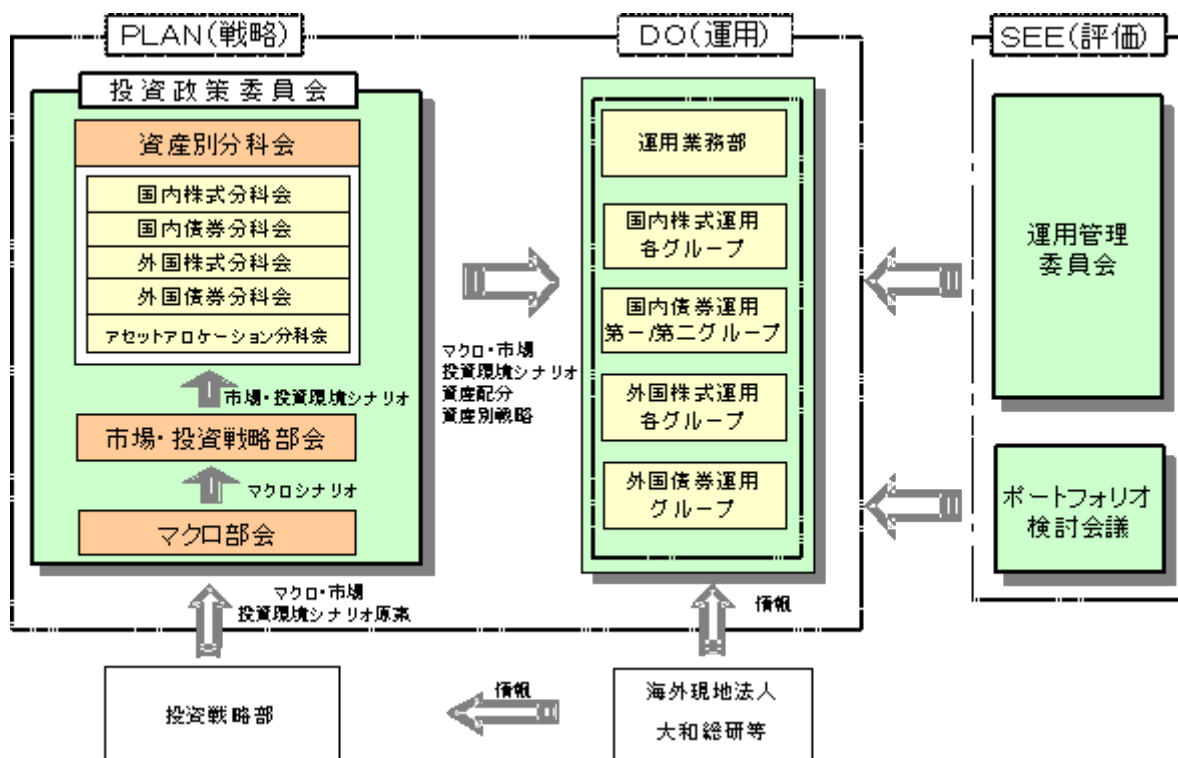 PLAN(戦略)
DO(運用)
SEE(評価)
投資政策委員会
資産別分科会
国内株式分科会
国内債券分科会
外国株式分科会
外国債券分科会
アセットアロケーション分科会
市場・投資環境シナリオ
市場・投資戦略部会
マクロシナリオ
マクロ部会
マクロ・市場
投資環境シナリオ
資産配分
資産別戦略
運用業務部
国内株式運用
各グループ
国内債券運用
第一/第二グループ
外国株式運用
各グループ
外国債券運用
グループ
運用管理
委員会
ポートフォリオ
検討会議
マクロ・市場
投資環境シナリオ原案
情報
投資戦略部
情報
海外現地法人
大和総研等